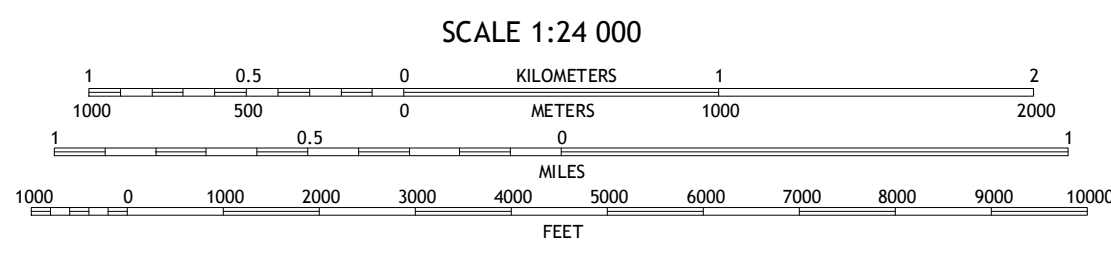 SCALE 1:24 000
1 0.5 0 KILOMETERS 1 2
1000 500 0 METERS 1000 2000
1 0.5 0 1
MILES
1000 0 1000 2000 3000 4000 5000 6000 7000 8000 9000 10000
FEET